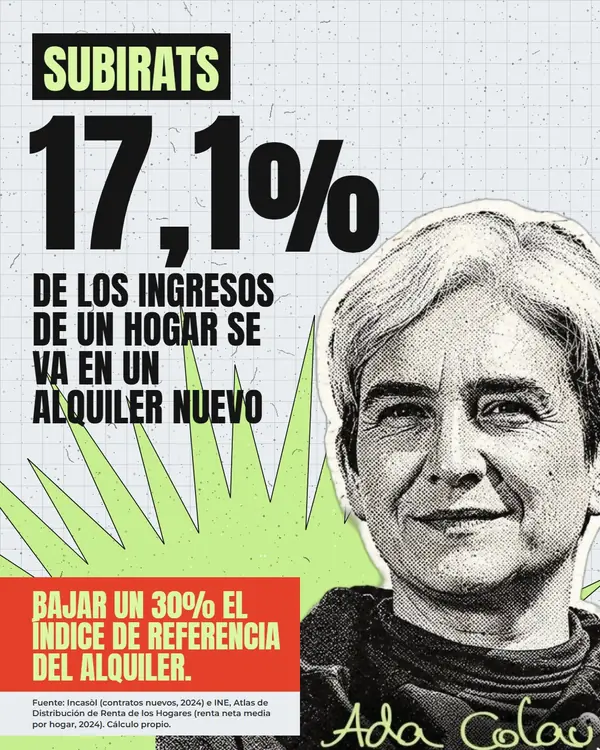 SUBIRATS
17,1%
DE LOS INGRESOS
DE UN HOGAR SE
VA EN UN
ALQUILER NUEVO
BAJAR UN 30% EL
ÍNDICE DE REFERENCIA
DEL ALQUILER.
Fuente: Incasòl (contratos nuevos, 2024) e INE, Atlas de
Distribución de Renta de los Hogares (renta neta media
por hogar, 2024). Cálculo propio.
Ada Colau